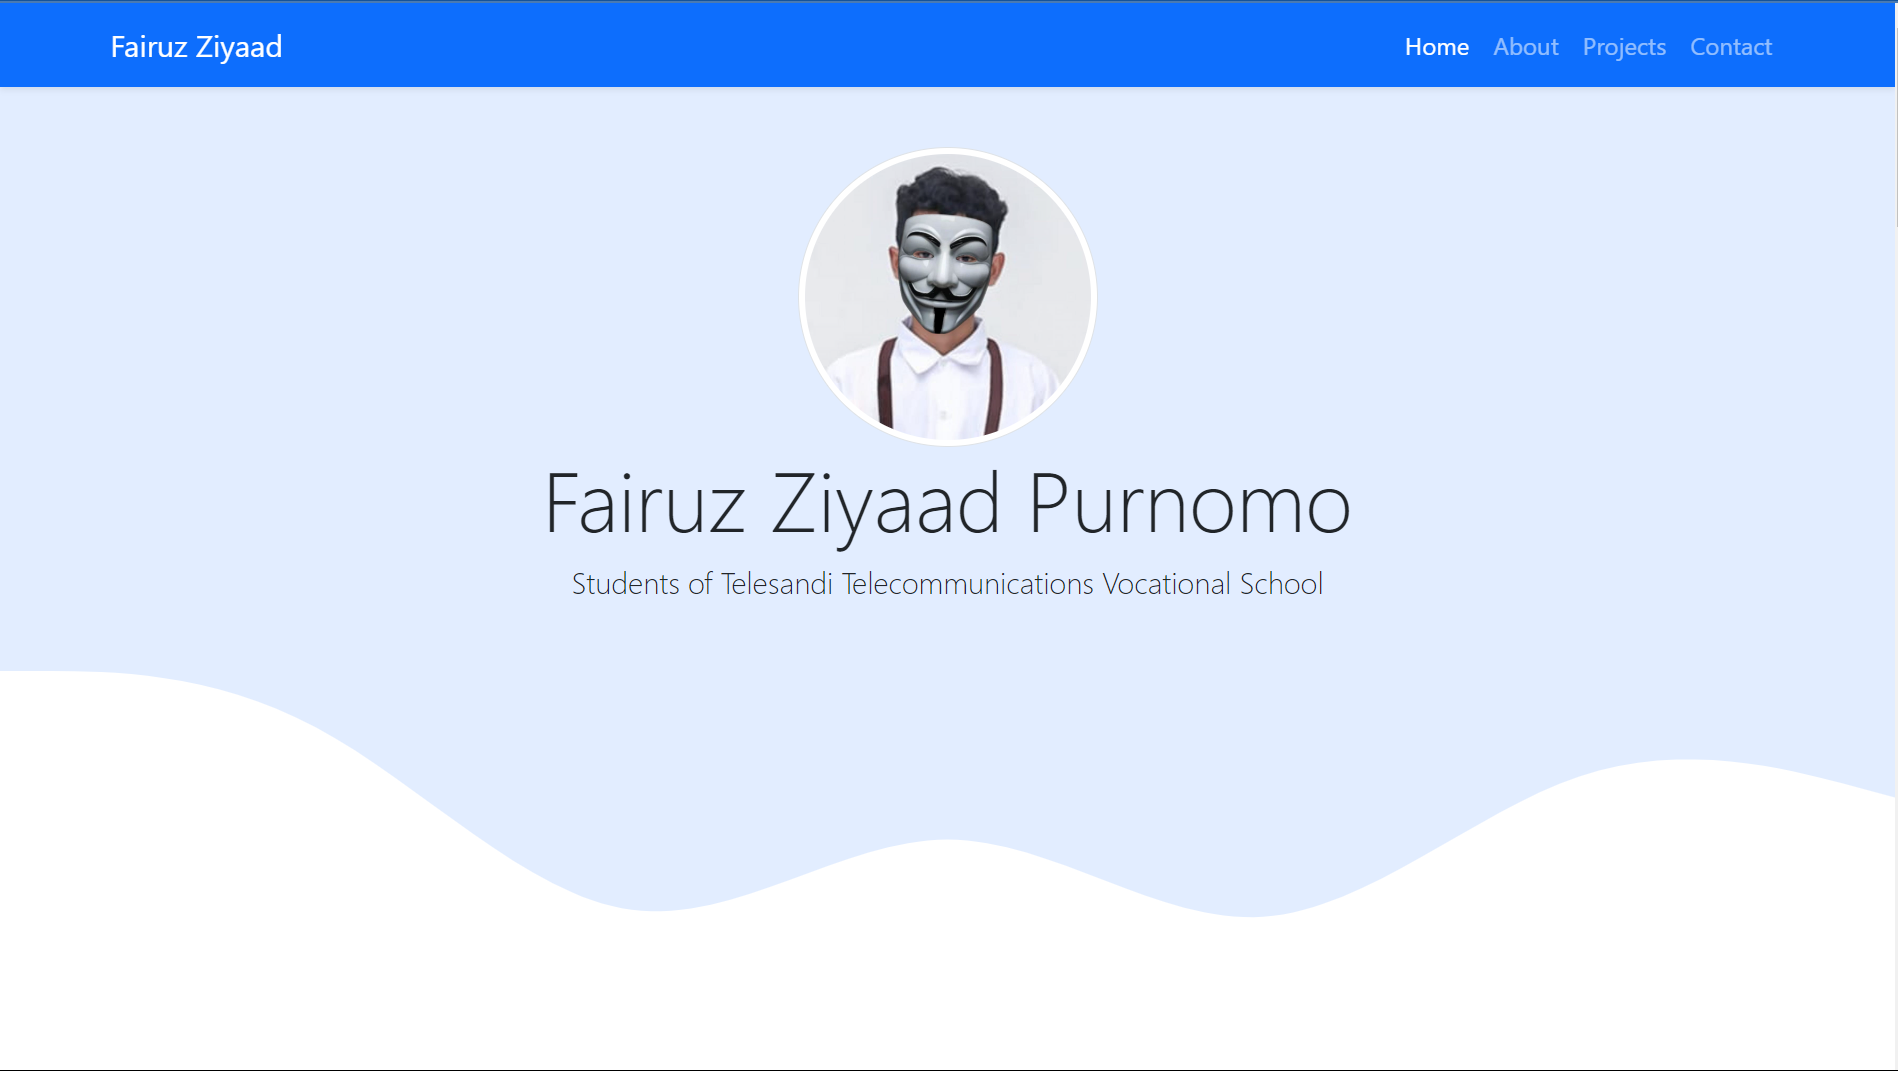 Fairuz Ziyaad
Home About Projects Contact
Fairuz Ziyaad Purnomo
Students of Telesandi Telecommunications Vocational School